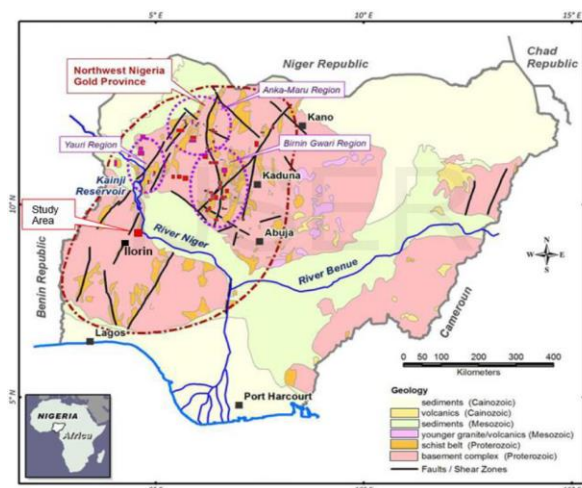 5°E
10°E
15°E
Niger Republic
Chad
Republic
Northwest Nigeria
Gold Province
Anka-Maru Region
Kano
Yauri Region
Birnin Gwari Region
Kainji
Reservoir
Kaduna
10°N
Study
Area
Abuja
River Niger
Ilorin
River Benue
Benin Republic
N
W
E
S
Cameroun
Lagos
0 50 100 200 300 400
Kilometers
Port Harcourt
5°N
Geology
sediments (Cainozoic)
volcanics (Cainozoic)
sediments (Mesozoic)
younger granite/volcanics (Mesozoic)
schist belt (Proterozoic)
basement complex (Proterozoic)
Faults / Shear Zones
NIGERIA
Africa
5°E
10°E